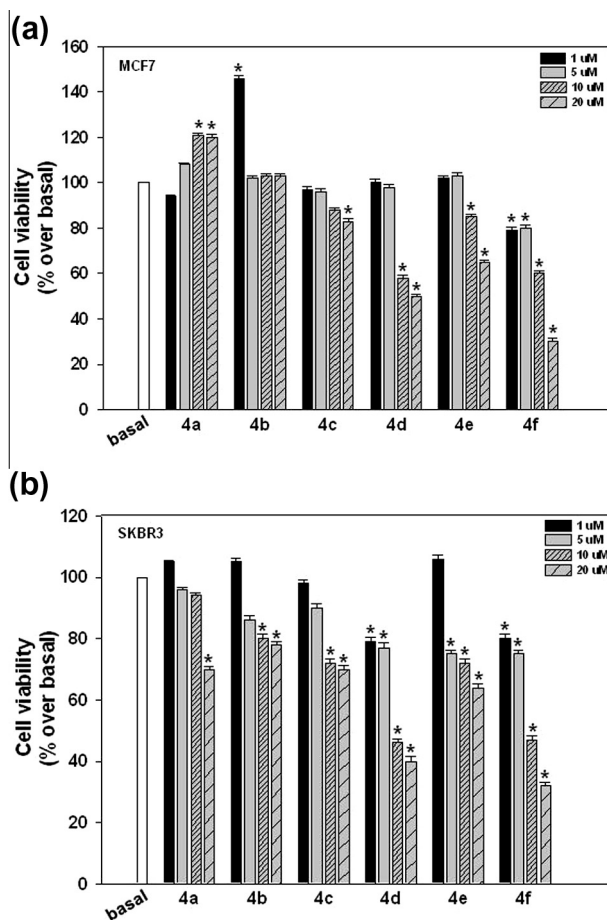 (a)
MCF7
1 uM
5 uM
10 uM
20 uM
Cell viability
(% over basal)
160
140
120
100
80
60
40
20
0
* * * * * * * * * * * *
basal 4a 4b 4c 4d 4e 4f
(b)
SKBR3
1 uM
5 uM
10 uM
20 uM
Cell viability
(% over basal)
120
100
80
60
40
20
0
* * * * * * * * * * * * * * * *
basal 4a 4b 4c 4d 4e 4f